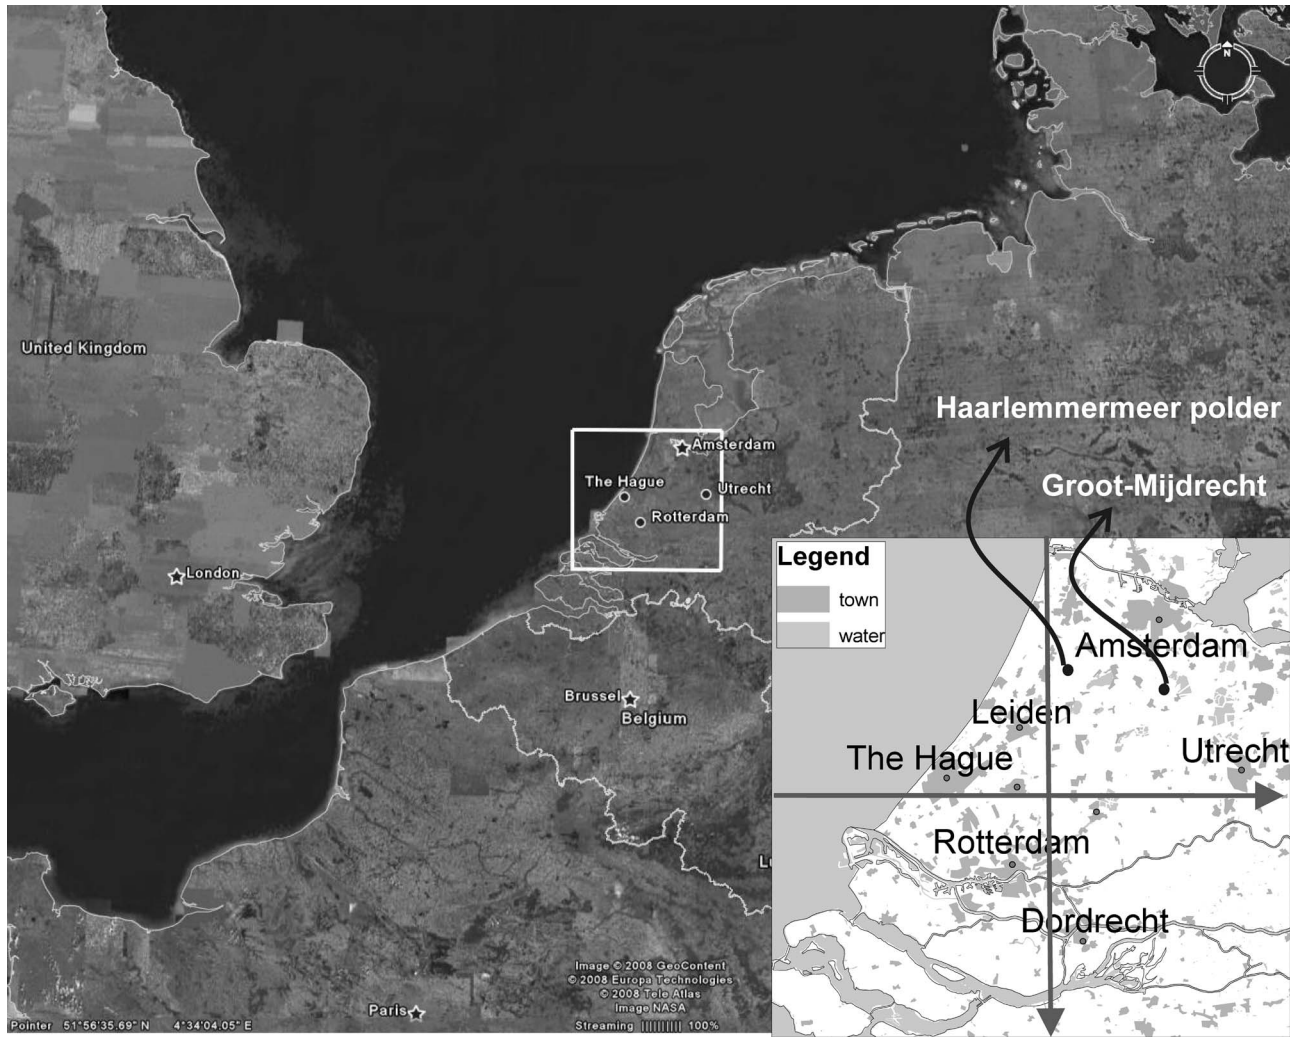 N
United Kingdom
Haarlemmermeer polder
Amsterdam
Groot-Mijdrecht
The Hague
Utrecht
Rotterdam
London
Legend
town
water
Amsterdam
Brussel
Belgium
Leiden
The Hague
Utrecht
Rotterdam
Dordrecht
Image © 2008 GeoContent
© 2008 Europa Technologies
© 2008 Tele Atlas
Image NASA
Paris
Pointer 51°56'35.69" N 4°34'04.05" E
Streaming |||||||||| 100%